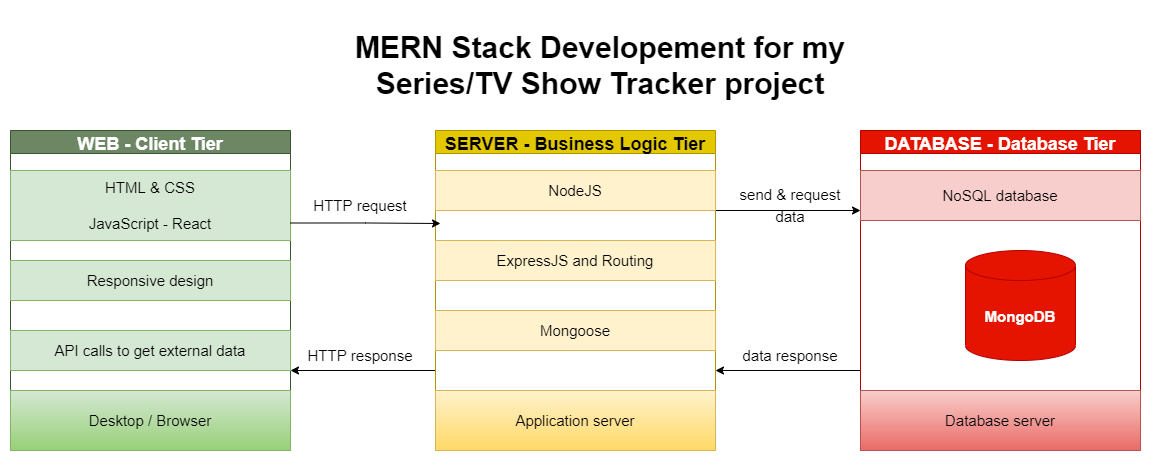 MERN Stack Developement for my
Series/TV Show Tracker project
WEB - Client Tier
HTML & CSS
JavaScript - React
Responsive design
API calls to get external data
Desktop / Browser
HTTP request
HTTP response
SERVER - Business Logic Tier
NodeJS
ExpressJS and Routing
Mongoose
Application server
send & request
data
data response
DATABASE - Database Tier
NoSQL database
MongoDB
Database server